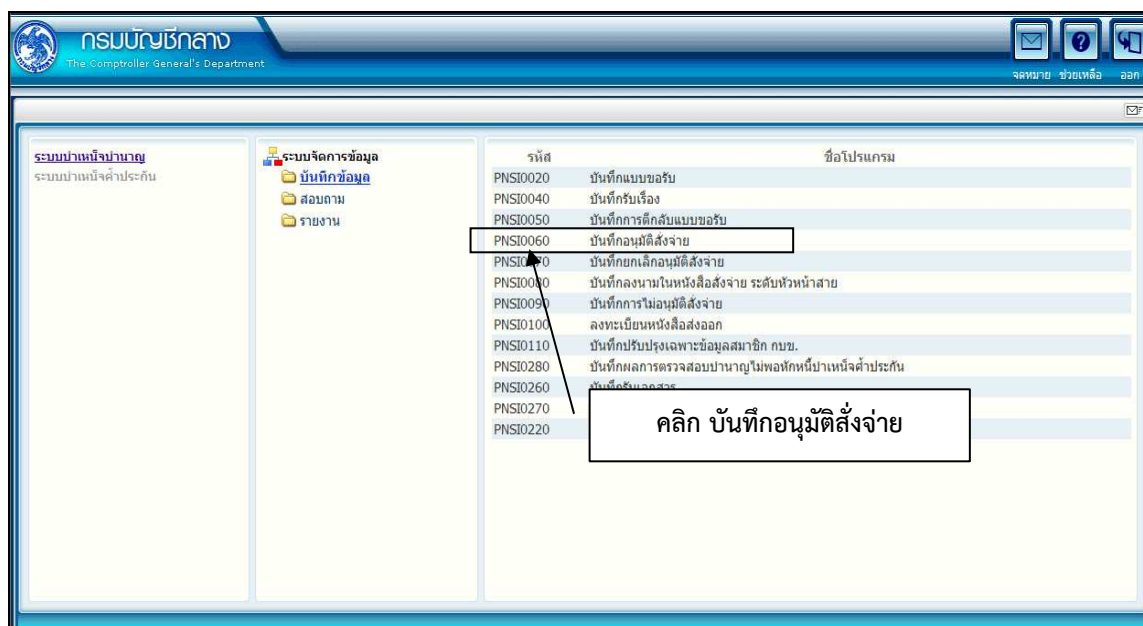 กรมบัญชีกลาง
The Comptroller General's Department
จดหมาย ช่วยเหลือ ออก
ระบบบำเหน็จบำนาญ
ระบบบำเหน็จค้ำประกัน
ระบบจัดการข้อมูล
บันทึกข้อมูล
สอบถาม
รายงาน
รหัส ชื่อโปรแกรม
PNSI0020 บันทึกแบบขอรับ
PNSI0040 บันทึกรับเรื่อง
PNSI0050 บันทึกการตีกลับแบบขอรับ
PNSI0060 บันทึกอนุมัติสั่งจ่าย
PNSI0070 บันทึกยกเลิกอนุมัติสั่งจ่าย
PNSI0080 บันทึกลงนามในหนังสือสั่งจ่าย ระดับหัวหน้าสาย
PNSI0090 บันทึกการไม่อนุมัติสั่งจ่าย
PNSI0100 ลงทะเบียนหนังสือส่งออก
PNSI0110 บันทึกปรับปรุงเฉพาะข้อมูลสมาชิก กบข.
PNSI0280 บันทึกผลการตรวจสอบบำนาญไม่พอหักหนี้บำเหน็จค้ำประกัน
PNSI0260 บันทึกรับเอกสาร
PNSI0270
PNSI0220
คลิก บันทึกอนุมัติสั่งจ่าย